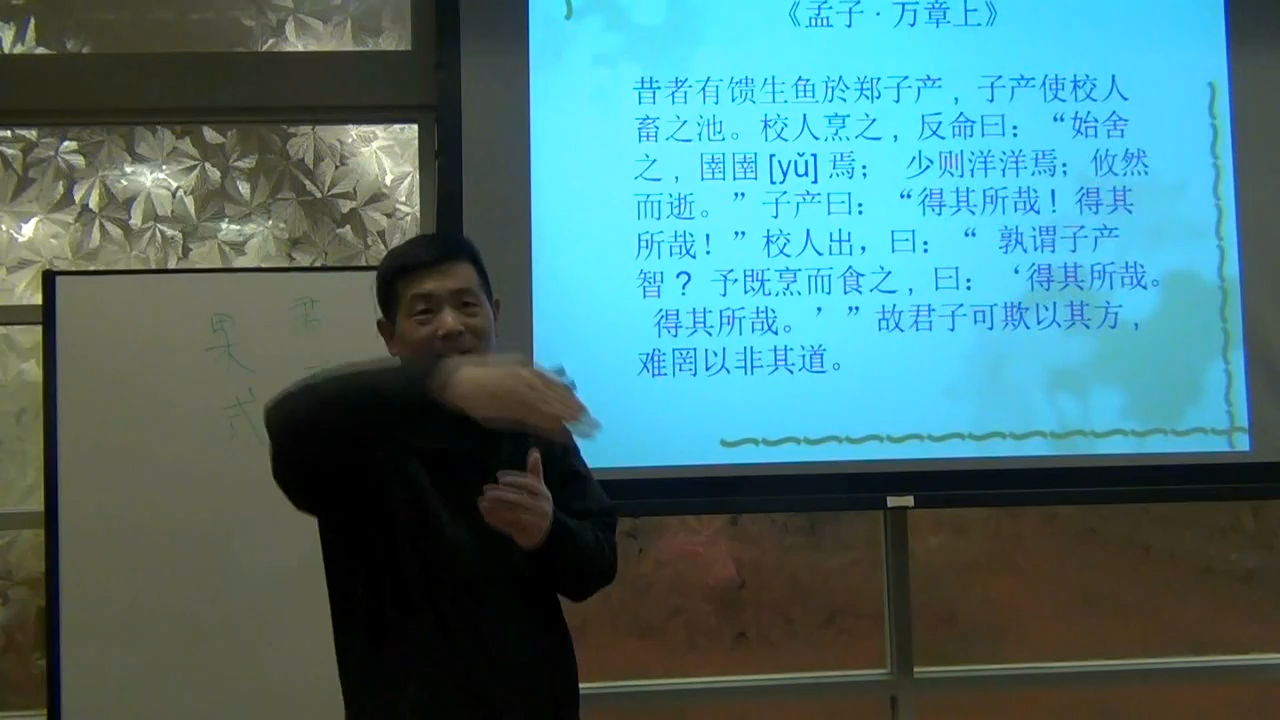 《孟子·万章上》
昔者有馈生鱼於郑子产，子产使校人
畜之池。校人烹之，反命曰：“始舍
之，圉圉[yǔ]焉； 少则洋洋焉；攸然
而逝。”子产曰：“得其所哉！得其
所哉！”校人出，曰：“ 孰谓子产
智？予既烹而食之，曰：‘得其所哉。
得其所哉。’”故君子可欺以其方，
难罔以非其道。
君
果